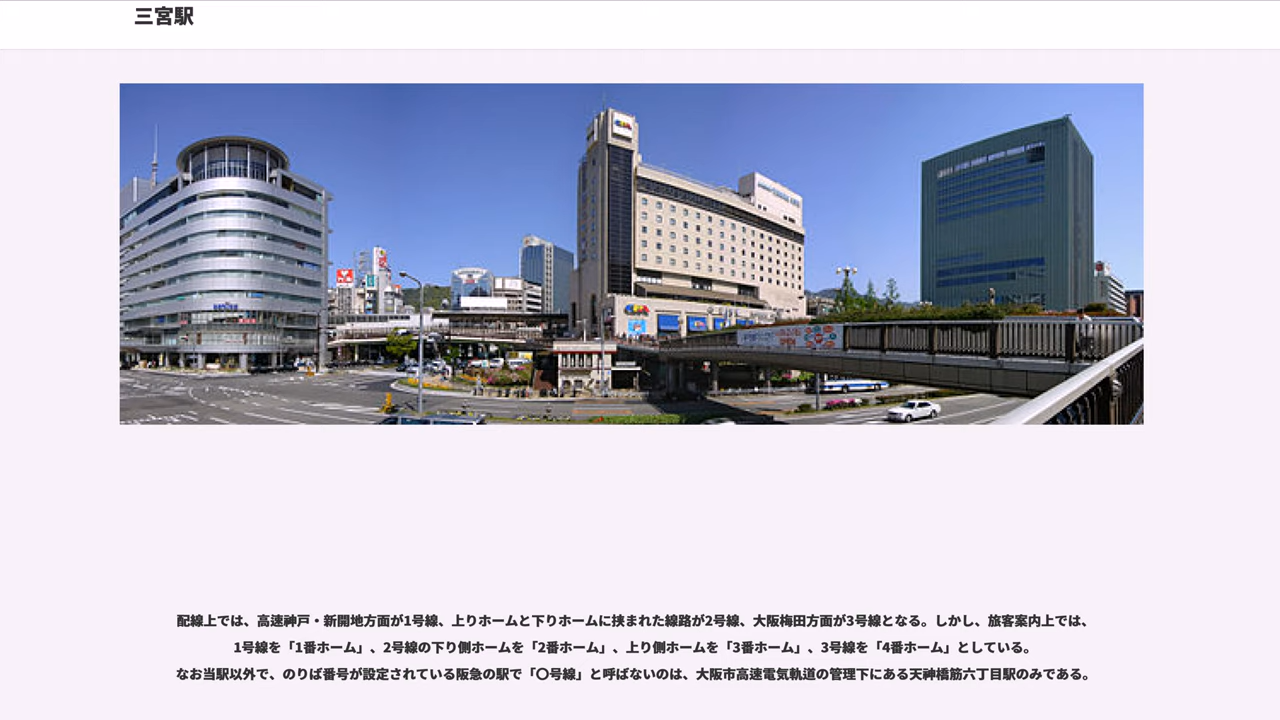 三宮駅
配線上では、高速神戸・新開地方面が1号線、上りホームと下りホームに挟まれた線路が2号線、大阪梅田方面が3号線となる。しかし、旅客案内上では、
1号線を「1番ホーム」、2号線の下り側ホームを「2番ホーム」、上り側ホームを「3番ホーム」、3号線を「4番ホーム」としている。
なお当駅以外で、のりば番号が設定されている阪急の駅で「〇号線」と呼ばないのは、大阪市高速電気軌道の管理下にある天神橋筋六丁目駅のみである。